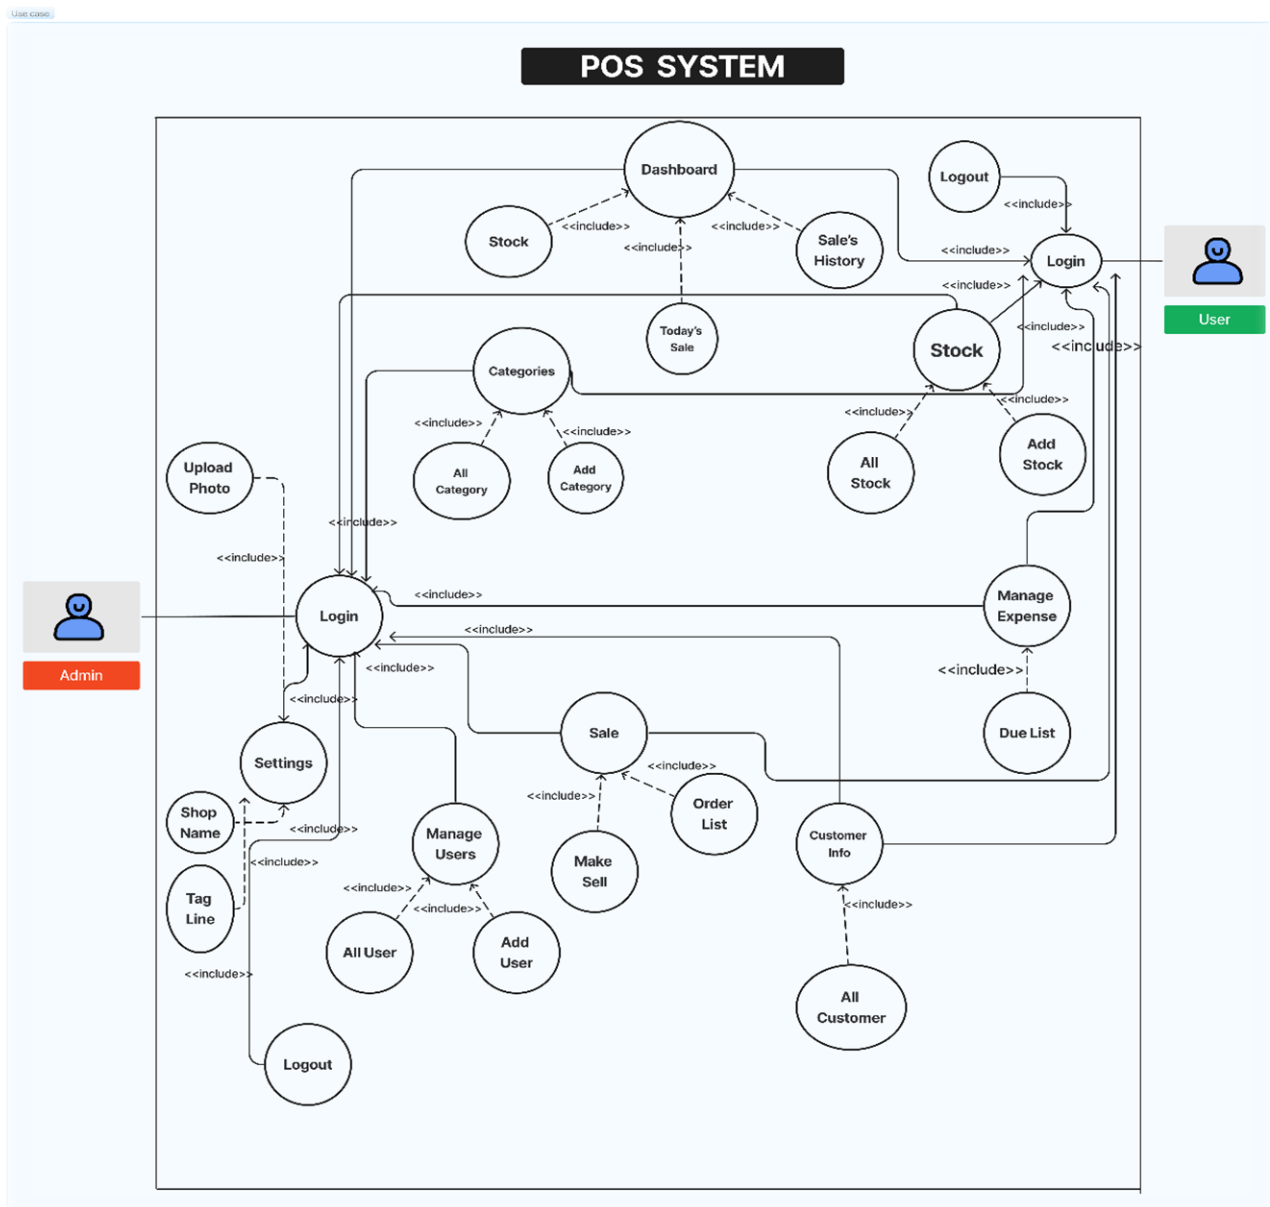 Use case
POS SYSTEM
Dashboard
Logout
<<include>>
Stock
<<include>>
<<include>>
<<include>>
Sale's
History
<<include>>
Login
<<include>>
User
Today's
Sale
<<include>>
<<include>>
Stock
Categories
<<include>>
<<include>>
<<include>>
<<include>>
All
Category
Add
Category
All
Stock
Add
Stock
Upload
Photo
<<include>>
<<include>>
Login
<<include>>
Manage
Expense
<<include>>
<<include>>
<<include>>
Admin
<<include>>
Sale
Due List
Settings
<<include>>
<<include>>
Order
List
Shop
Name
<<include>>
Manage
Users
Customer
Info
<<include>>
Make
Sell
<<include>>
<<include>>
<<include>>
Tag
Line
All User
Add
User
<<include>>
All
Customer
Logout